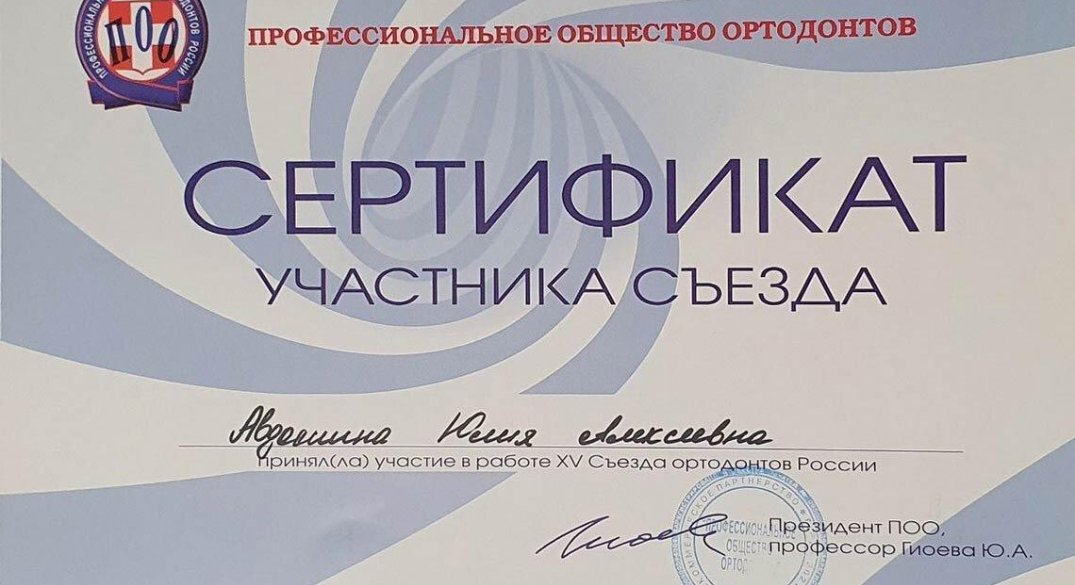 ПРОФЕССИОНАЛЬНОЕ ОБЩЕСТВО ОРТОДОНТОВ
ПОО
СЕРТИФИКАТ
УЧАСТНИКА СЪЕЗДА
Юлия Алексеевна
принял(ла) участие в работе XV Съезда ортодонтов России
Президент ПОО,
профессор Гиоева Ю.А.